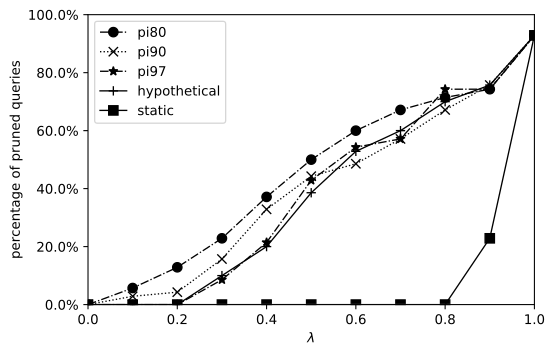 100.0%
80.0%
60.0%
40.0%
20.0%
0.0%
percentage of pruned queries
pi80
pi90
pi97
hypothetical
static
0.0 0.2 0.4 0.6 0.8 1.0
λ